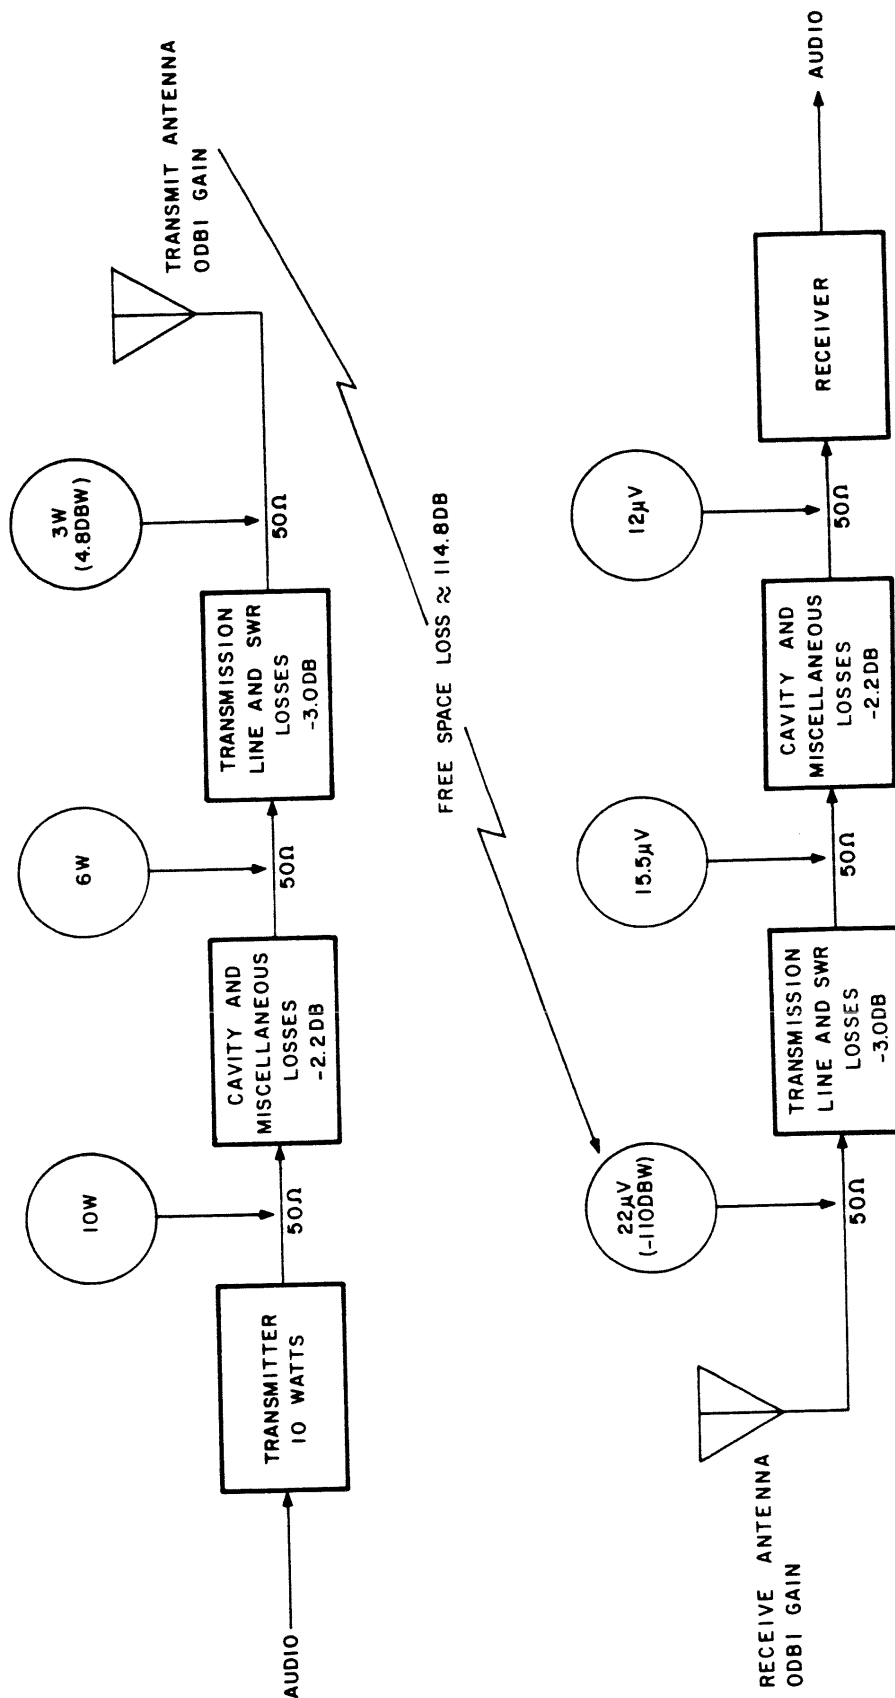 AUDIO
TRANSMITTER
10 WATTS
10W
50Ω
CAVITY AND
MISCELLANEOUS
LOSSES
-2.2DB
6W
50Ω
TRANSMISSION
LINE AND SWR
LOSSES
-3.0DB
3W
(4.8DBW)
50Ω
TRANSMIT ANTENNA
ODBI GAIN
FREE SPACE LOSS ≈ 114.8DB
RECEIVE ANTENNA
ODBI GAIN
22µV
(-110DBW)
50Ω
TRANSMISSION
LINE AND SWR
LOSSES
-3.0DB
15.5µV
50Ω
CAVITY AND
MISCELLANEOUS
LOSSES
-2.2DB
12µV
50Ω
RECEIVER
AUDIO